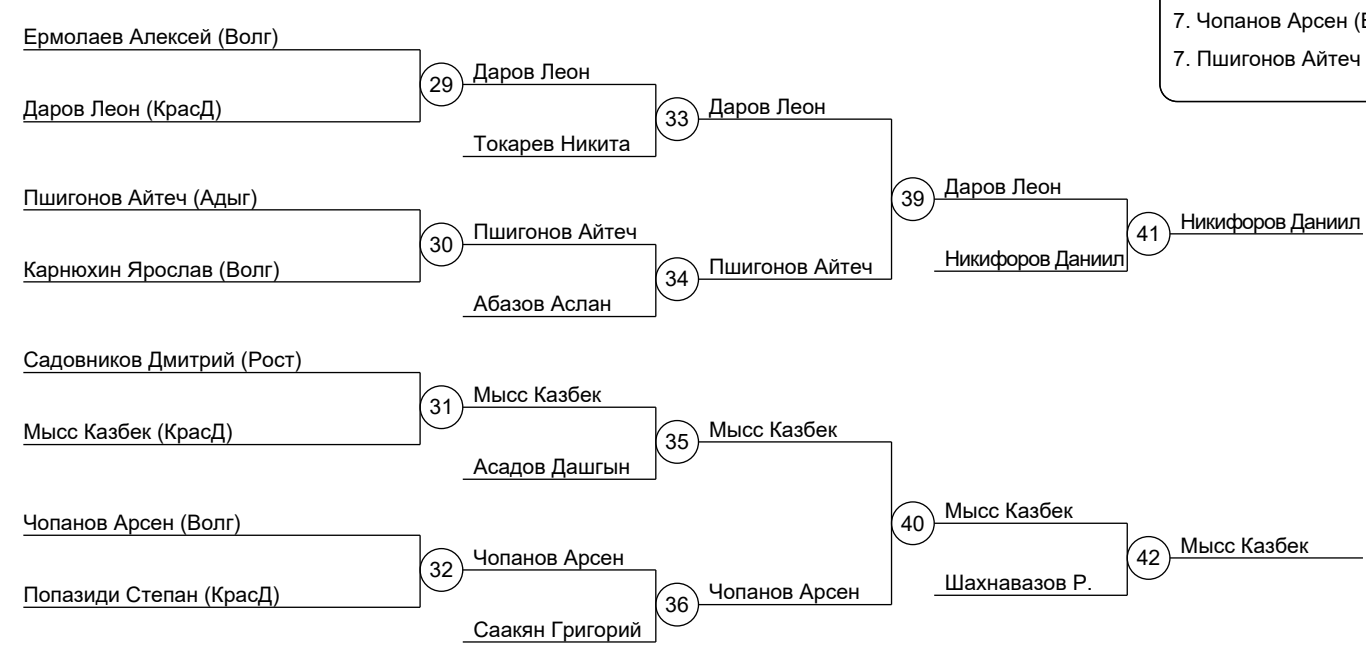 7. Чопанов Арсен (
7. Пшигонов Айтеч
Ермолаев Алексей (Волг)
29
Даров Леон
Даров Леон (КрасД)
33
Даров Леон
Токарев Никита
39
Даров Леон
Пшигонов Айтеч (Адыг)
30
Пшигонов Айтеч
41
Никифоров Даниил
Карнюхин Ярослав (Волг)
34
Пшигонов Айтеч
Никифоров Даниил
Абазов Аслан
Садовников Дмитрий (Рост)
31
Мысс Казбек
Мысс Казбек (КрасД)
35
Мысс Казбек
Асадов Дашгын
40
Мысс Казбек
Чопанов Арсен (Волг)
32
Чопанов Арсен
42
Мысс Казбек
Попазиди Степан (КрасД)
36
Чопанов Арсен
Шахнавазов Р.
Саакян Григорий